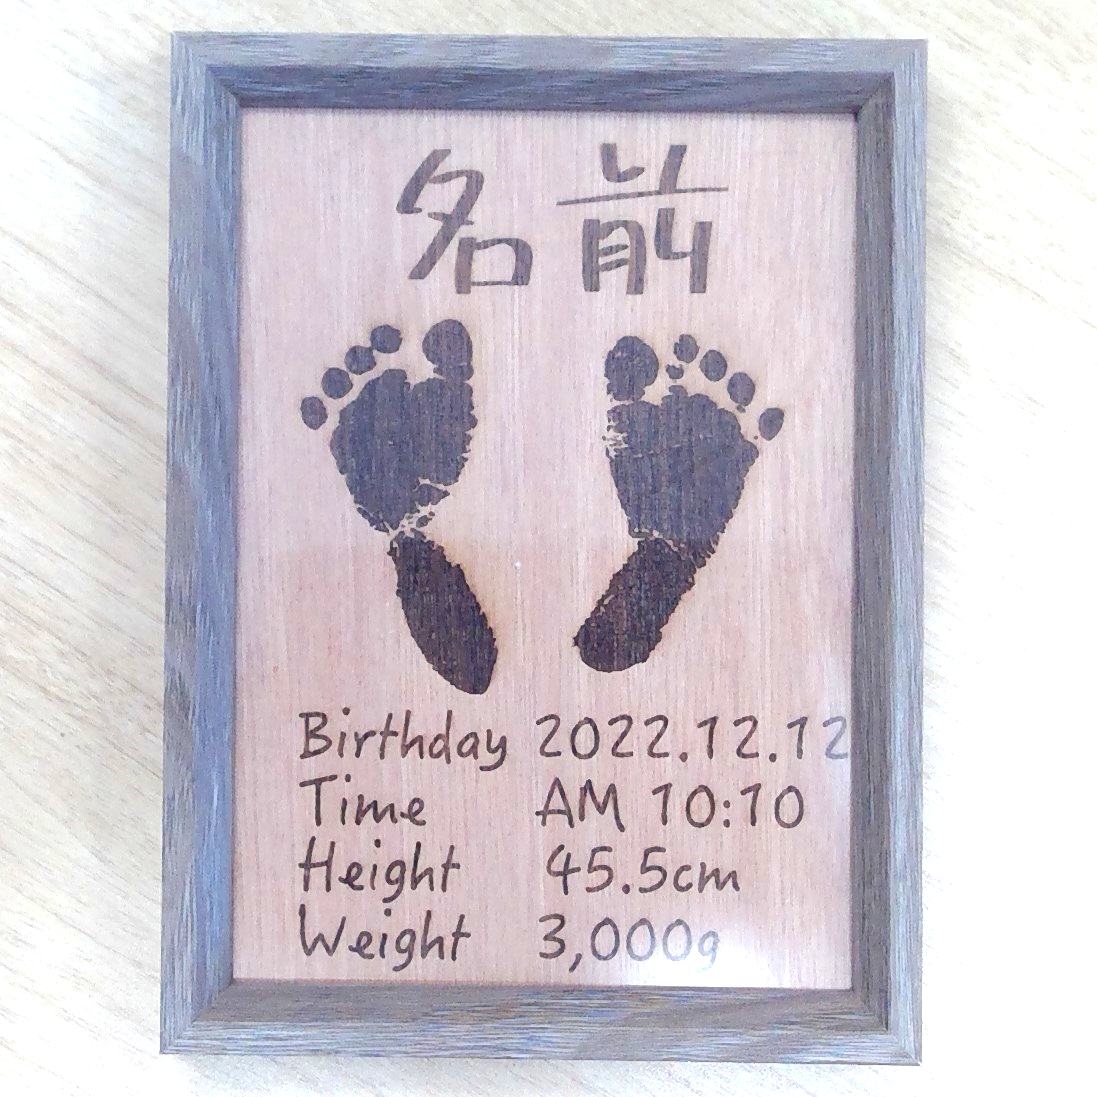 名前
Birthday 2022.12.12
Time AM 10:10
Height 45.5cm
Weight 3,000g